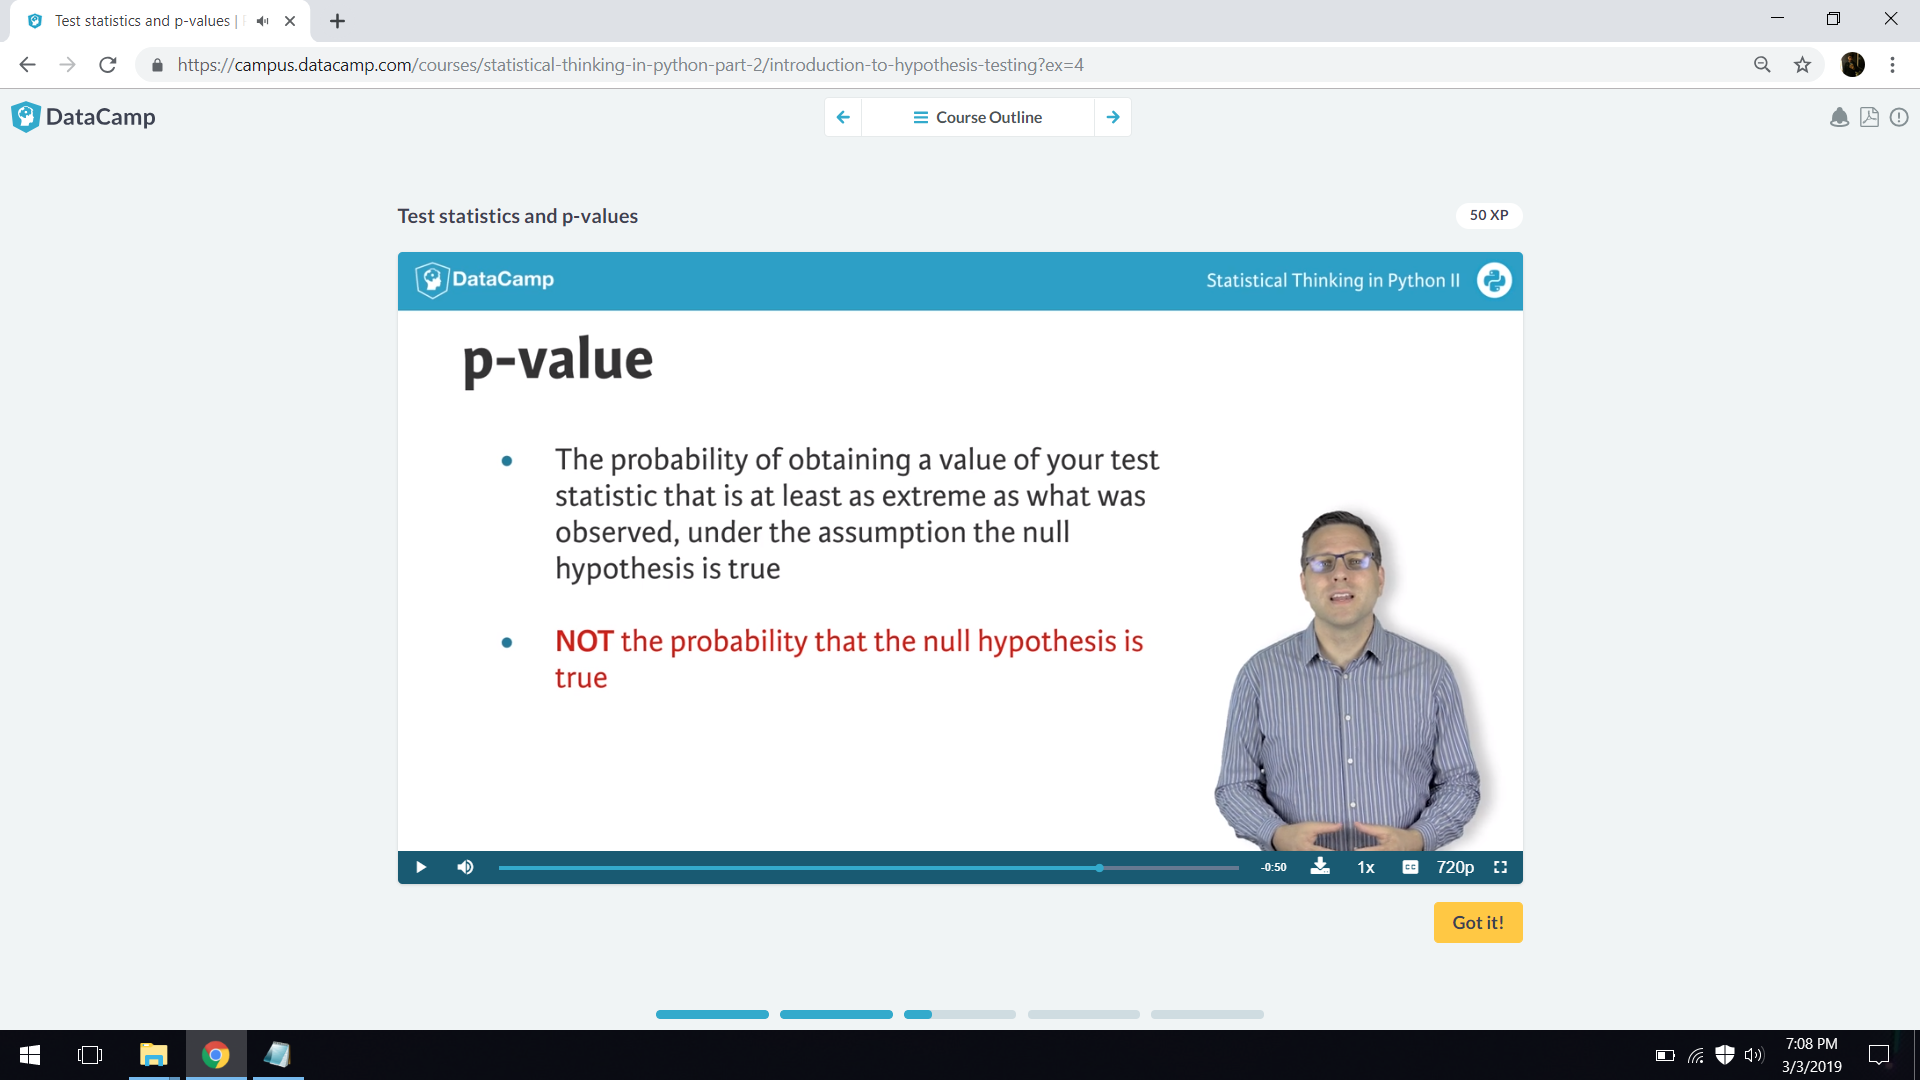 Test statistics and p-values |
https://campus.datacamp.com/courses/statistical-thinking-in-python-part-2/introduction-to-hypothesis-testing?ex=4
DataCamp
Course Outline
Test statistics and p-values
50 XP
DataCamp
Statistical Thinking in Python II
p-value
The probability of obtaining a value of your test
statistic that is at least as extreme as what was
observed, under the assumption the null
hypothesis is true
NOT the probability that the null hypothesis is
true
-0:50
1x
CC
720p
Got it!
7:08 PM
3/3/2019